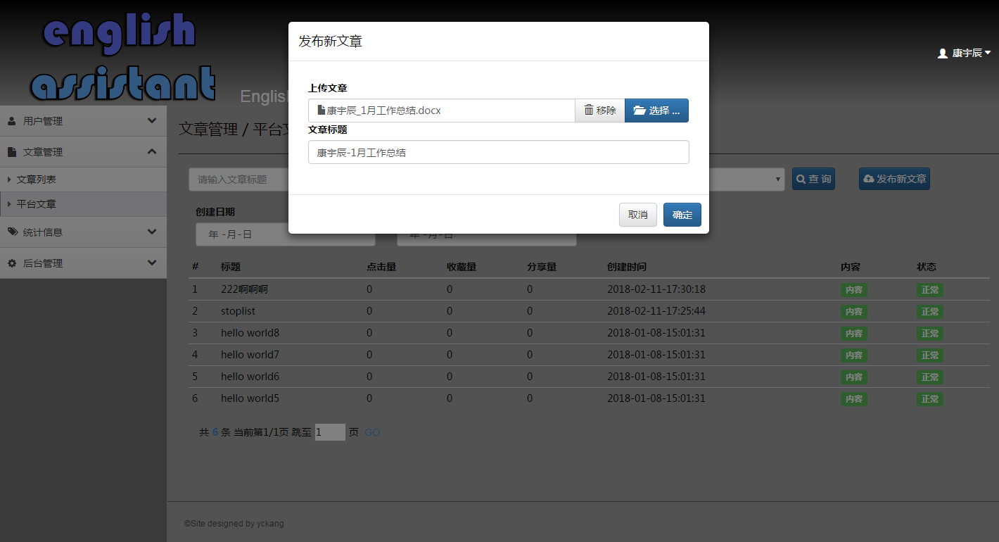 english
assistant
English
康宇辰
发布新文章
上传文章
康宇辰_1月工作总结.docx 移除 选择 ...
文章标题
康宇辰-1月工作总结
取消 确定
用户管理
文章管理
文章列表
平台文章
统计信息
后台管理
文章管理 / 平台文
请输入文章标题 查 询 发布新文章
创建日期
年 -月-日 年 -月-日
# 标题 点击量 收藏量 分享量 创建时间 内容 状态
1 222啊啊啊 0 0 0 2018-02-11-17:30:18 内容 正常
2 stoplist 0 0 0 2018-02-11-17:25:44 内容 正常
3 hello world8 0 0 0 2018-01-08-15:01:31 内容 正常
4 hello world7 0 0 0 2018-01-08-15:01:31 内容 正常
5 hello world6 0 0 0 2018-01-08-15:01:31 内容 正常
6 hello world5 0 0 0 2018-01-08-15:01:31 内容 正常
共 6 条 当前第1/1页 跳至 1 页 GO
©Site designed by yckang